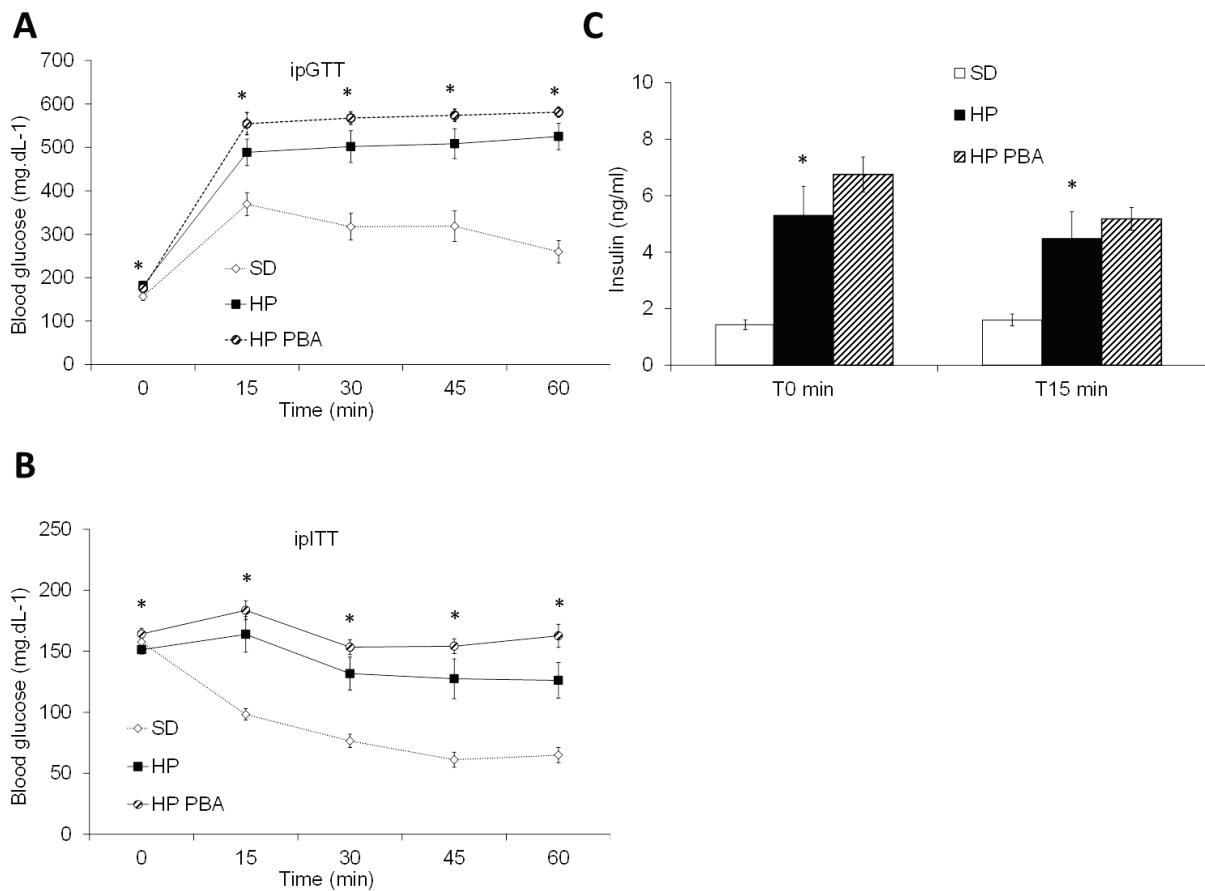 A
ipGTT
Blood glucose (mg.dL-1)
700
600
500
400
300
200
100
0
* * * * *
SD
HP
HP PBA
0 15 30 45 60
Time (min)
B
ipITT
Blood glucose (mg.dL-1)
250
200
150
100
50
0
* * * * *
SD
HP
HP PBA
0 15 30 45 60
Time (min)
C
SD
HP
HP PBA
Insulin (ng/ml)
10
8
6
4
2
0
* *
T0 min T15 min